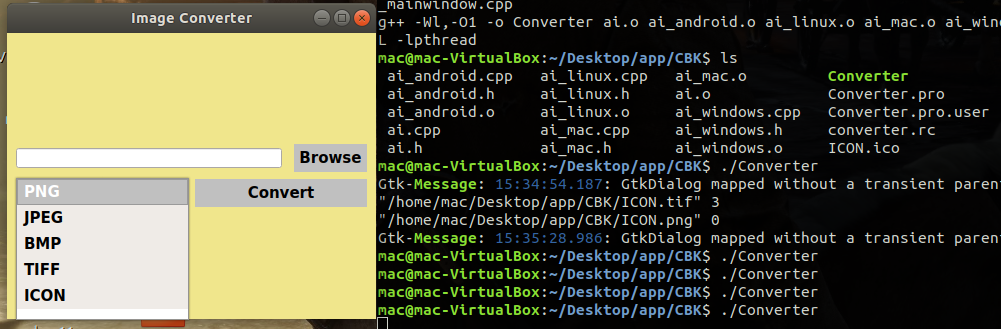 Image Converter
Browse
PNG
Convert
JPEG
BMP
TIFF
ICON
_mainwindow.cpp
g++ -Wl,-O1 -o Converter ai.o ai_android.o ai_linux.o ai_mac.o ai_wind
L -lpthread
mac@mac-VirtualBox:~/Desktop/app/CBK$ ls
ai_android.cpp ai_linux.cpp ai_mac.o Converter
ai_android.h ai_linux.h ai.o Converter.pro
ai_android.o ai_linux.o ai_windows.cpp Converter.pro.user
ai.cpp ai_mac.cpp ai_windows.h converter.rc
ai.h ai_mac.h ai_windows.o ICON.ico
mac@mac-VirtualBox:~/Desktop/app/CBK$ ./Converter
Gtk-Message: 15:34:54.187: GtkDialog mapped without a transient parent
"/home/mac/Desktop/app/CBK/ICON.tif" 3
"/home/mac/Desktop/app/CBK/ICON.png" 0
Gtk-Message: 15:35:28.986: GtkDialog mapped without a transient parent
mac@mac-VirtualBox:~/Desktop/app/CBK$ ./Converter
mac@mac-VirtualBox:~/Desktop/app/CBK$ ./Converter
mac@mac-VirtualBox:~/Desktop/app/CBK$ ./Converter
mac@mac-VirtualBox:~/Desktop/app/CBK$ ./Converter